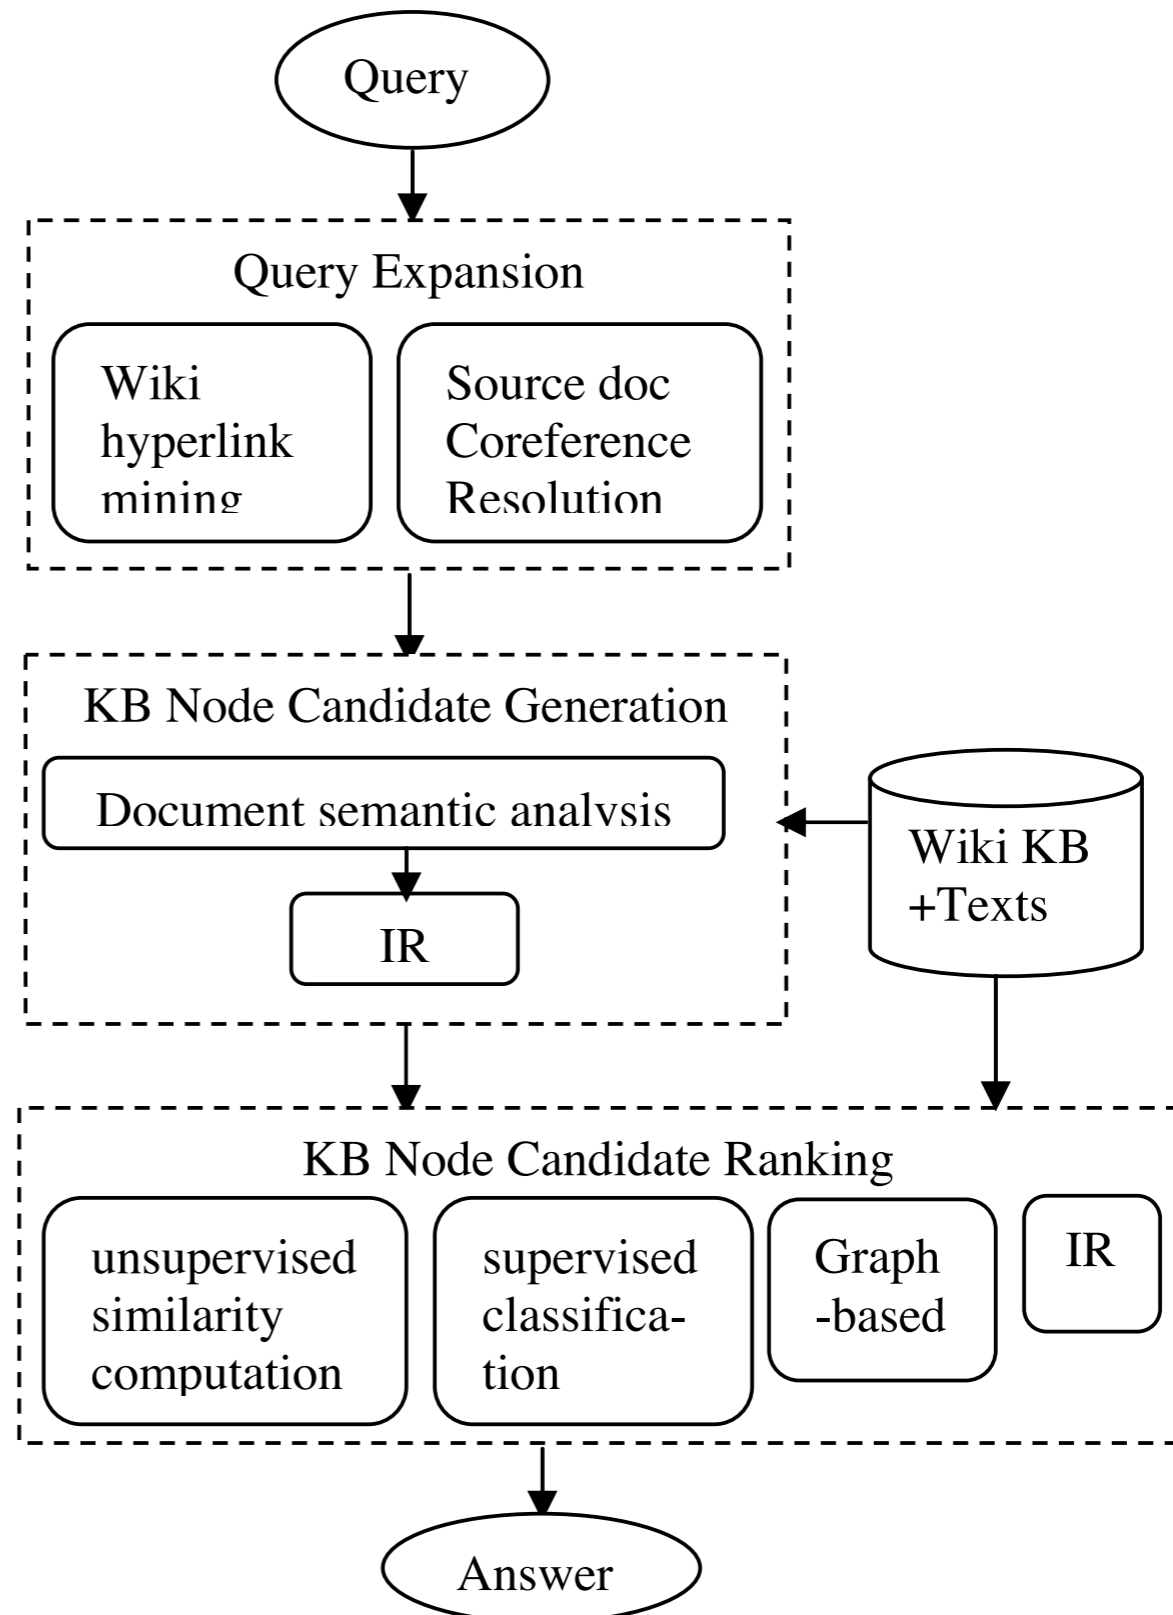 Query
Query Expansion
Wiki
hyperlink
mining
Source doc
Coreference
Resolution
KB Node Candidate Generation
Document semantic analysis
IR
Wiki KB
+Texts
KB Node Candidate Ranking
unsupervised
similarity
computation
supervised
classifica-
tion
Graph
-based
IR
Answer